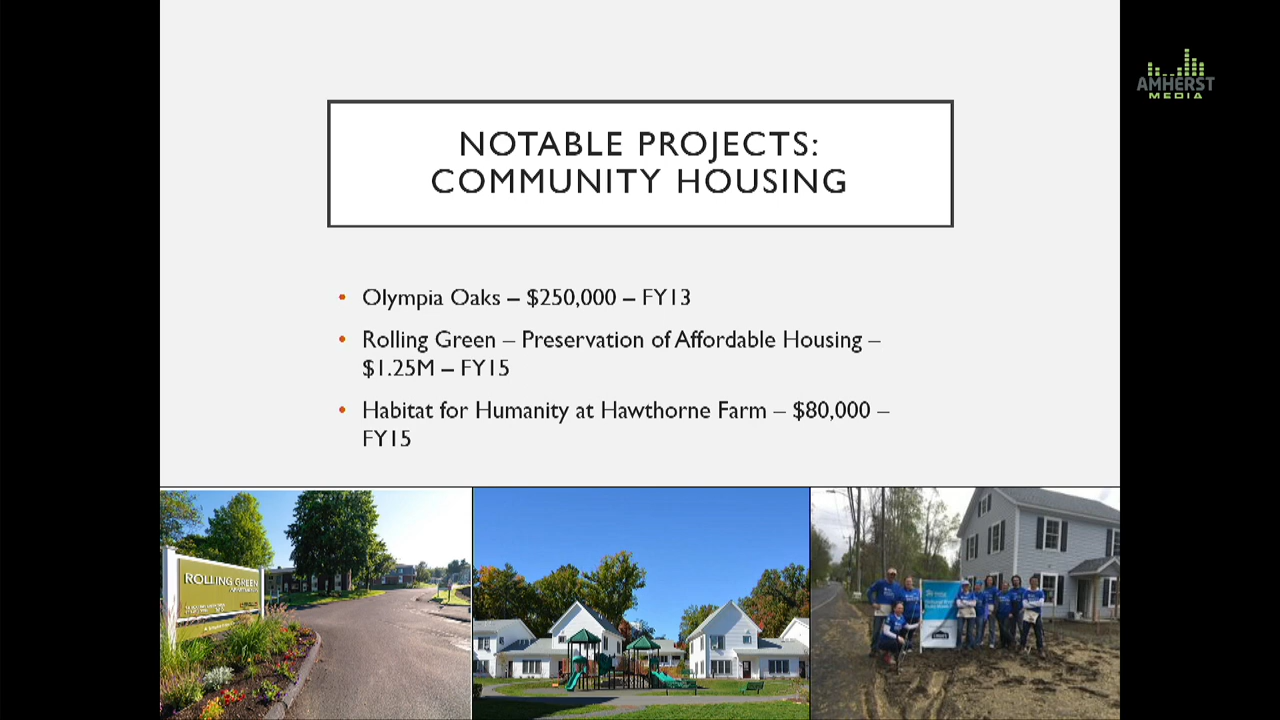 AMHERST
MEDIA
NOTABLE PROJECTS:
COMMUNITY HOUSING
• Olympia Oaks – $250,000 – FY13
• Rolling Green – Preservation of Affordable Housing –
$1.25M – FY15
• Habitat for Humanity at Hawthorne Farm – $80,000 –
FY15
ROLLING GREEN